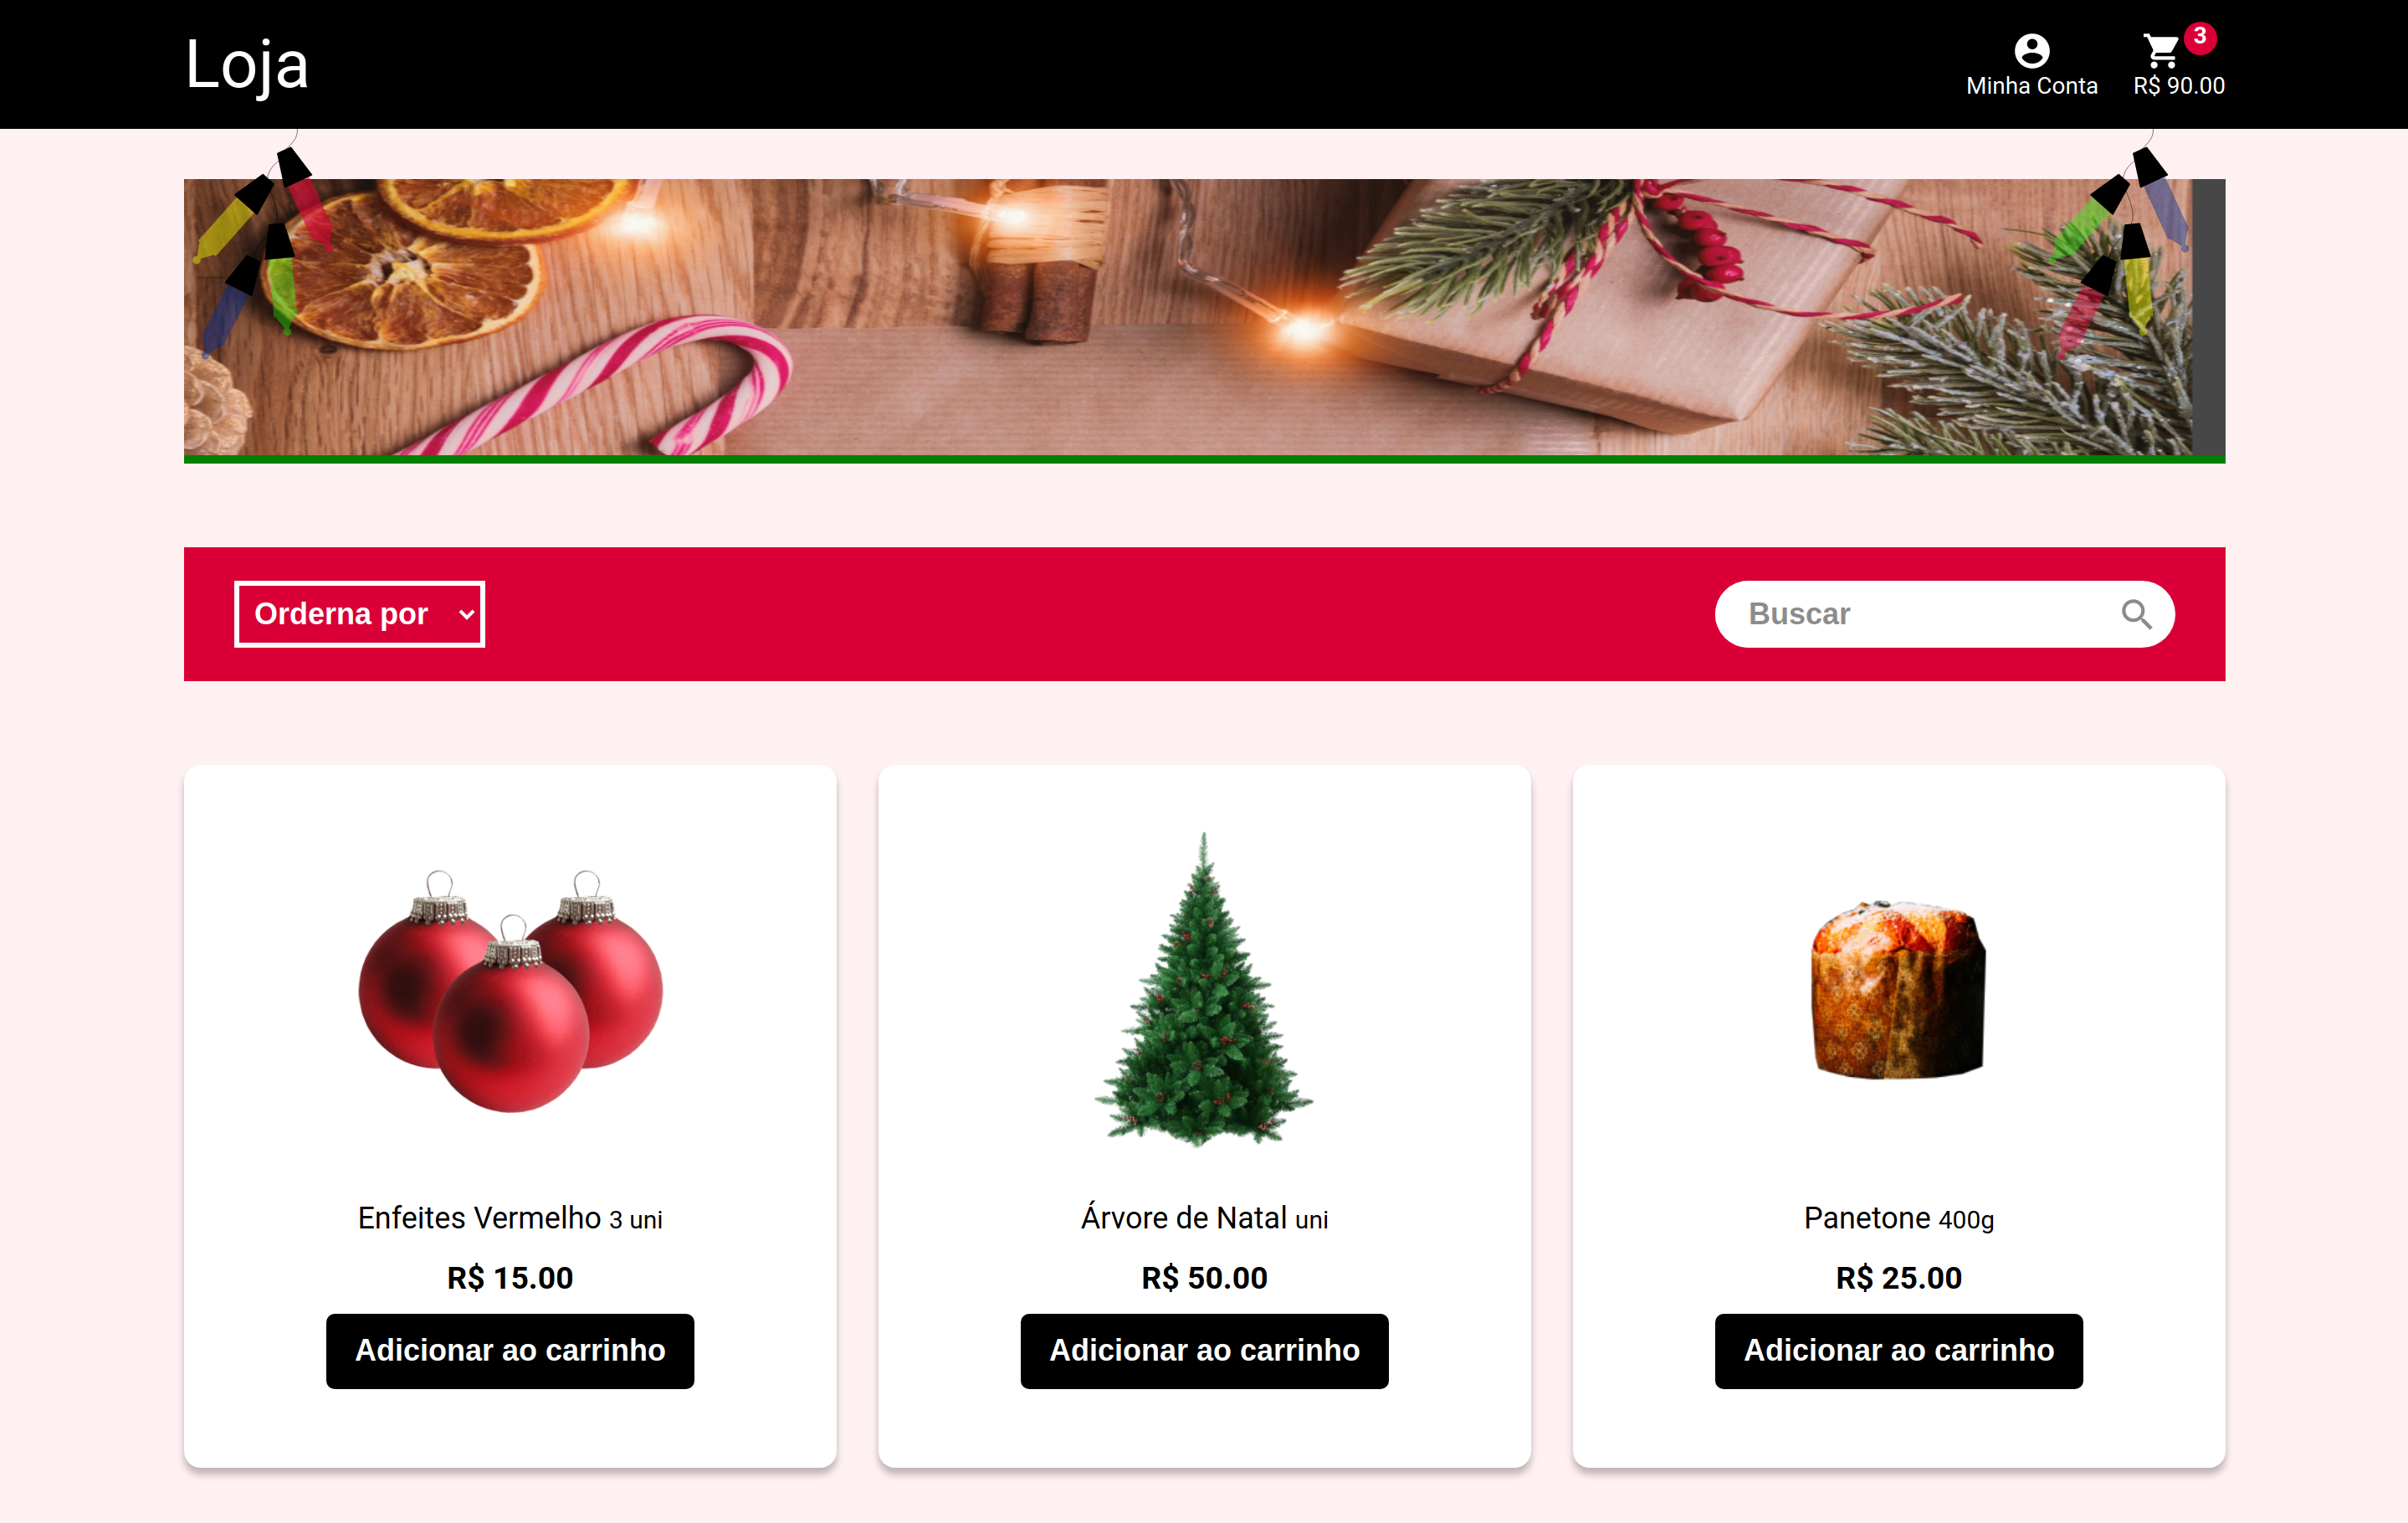 Loja
3
Minha Conta
R$ 90.00
Orderna por
Buscar
Enfeites Vermelho 3 uni
R$ 15.00
Adicionar ao carrinho
Árvore de Natal uni
R$ 50.00
Adicionar ao carrinho
Panetone 400g
R$ 25.00
Adicionar ao carrinho